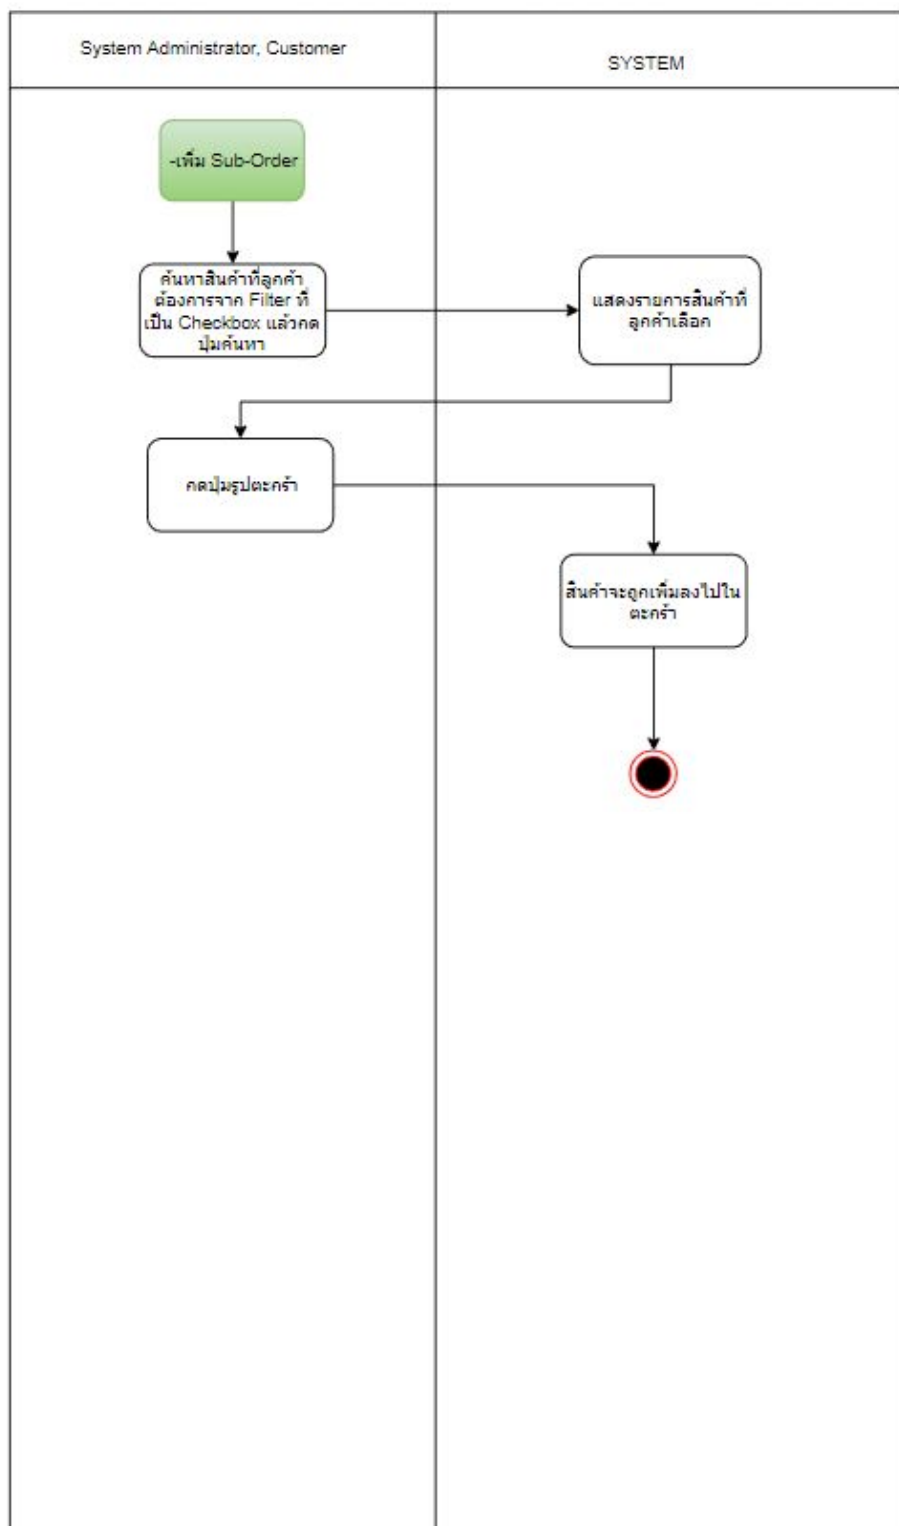 System Administrator, Customer
SYSTEM
-เพิ่ม Sub-Order
ค้นหาสินค้าที่ลูกค้า
ต้องการจาก Filter ที่
เป็น Checkbox แล้วกด
ปุ่มค้นหา
แสดงรายการสินค้าที่
ลูกค้าเลือก
กดปุ่มรูปตะกร้า
สินค้าจะถูกเพิ่มลงไปใน
ตะกร้า